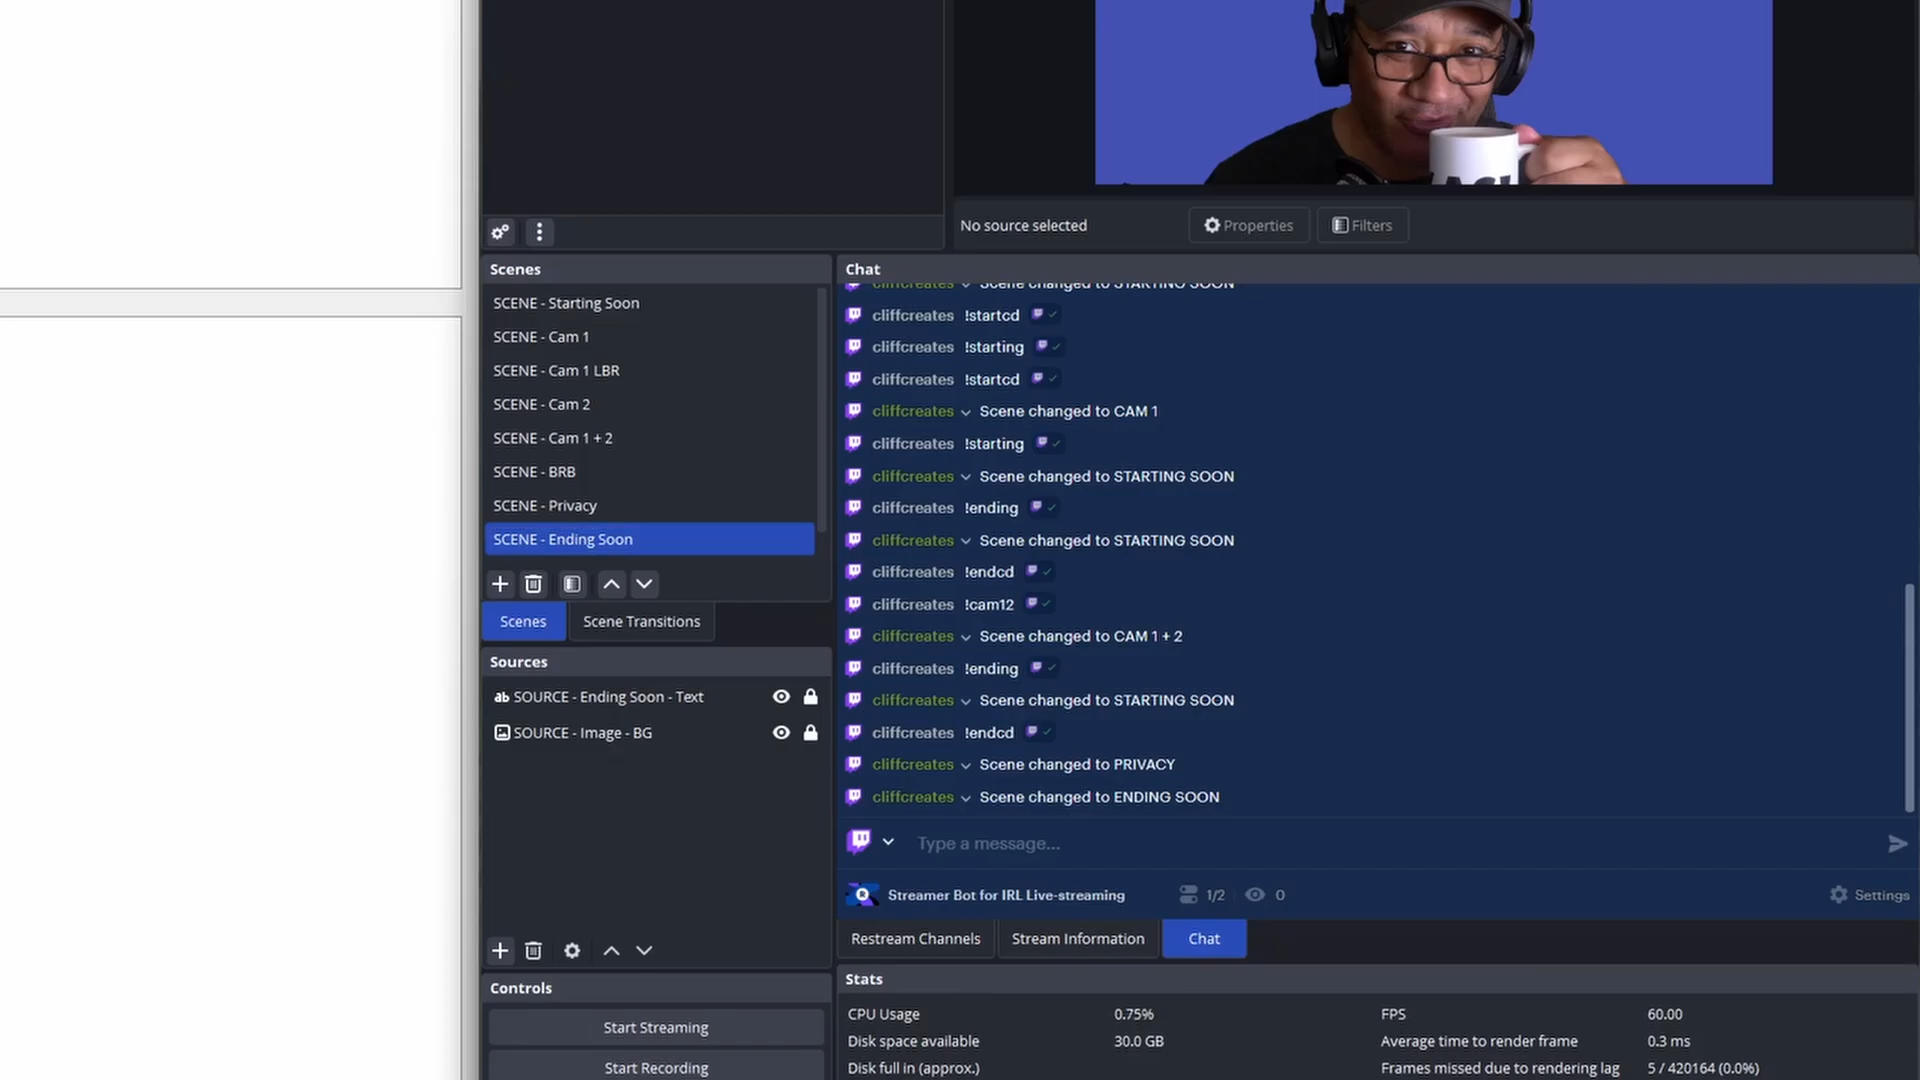 No source selected
Properties
Filters
Scenes
SCENE - Starting Soon
SCENE - Cam 1
SCENE - Cam 1 LBR
SCENE - Cam 2
SCENE - Cam 1 + 2
SCENE - BRB
SCENE - Privacy
SCENE - Ending Soon
Scenes
Scene Transitions
Sources
ab SOURCE - Ending Soon - Text
SOURCE - Image - BG
Controls
Start Streaming
Start Recording
Chat
cliffcreates Scene changed to STARTING SOON
cliffcreates !startcd
cliffcreates !starting
cliffcreates !startcd
cliffcreates Scene changed to CAM 1
cliffcreates !starting
cliffcreates Scene changed to STARTING SOON
cliffcreates !ending
cliffcreates Scene changed to STARTING SOON
cliffcreates !endcd
cliffcreates !cam12
cliffcreates Scene changed to CAM 1 + 2
cliffcreates !ending
cliffcreates Scene changed to STARTING SOON
cliffcreates !endcd
cliffcreates Scene changed to PRIVACY
cliffcreates Scene changed to ENDING SOON
Type a message...
Streamer Bot for IRL Live-streaming 1/2 0 Settings
Restream Channels
Stream Information
Chat
Stats
CPU Usage 0.75% FPS 60.00
Disk space available 30.0 GB Average time to render frame 0.3 ms
Disk full in (approx.) Frames missed due to rendering lag 5 / 420164 (0.0%)